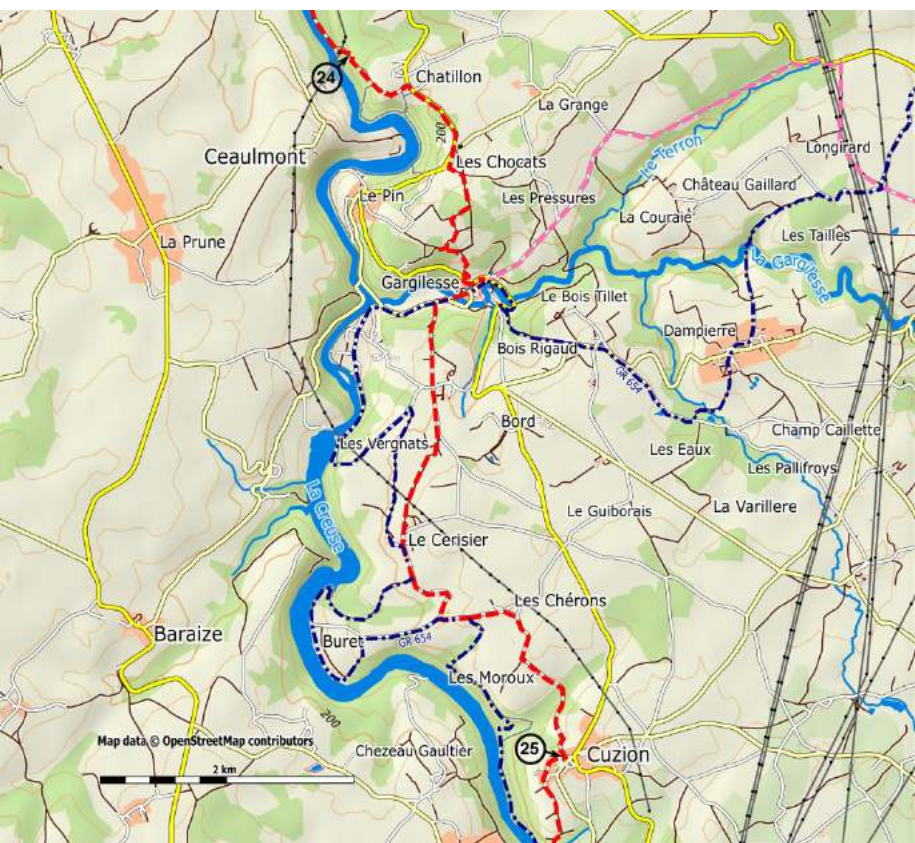 24
Chatillon
La Grange
200
Ceaulmont
Les Chocats
Le Terron
Longirard
Le Pin
Les Pressures
Château Gaillard
La Couraie
La Prune
Les Tailles
La Gargilesse
Gargilesse
Le Bois Tillet
Dampierre
Bois Rigaud
GR 654
Bord
Champ Caillette
Les Vergnats
Les Eaux
Les Pallifroys
La Creuse
La Varillere
Le Guiborais
Le Cerisier
Les Chérons
Baraize
Buret
GR 654
Les Moroux
200
Map data © OpenStreetMap contributors
Chezeau Gaultier
25
Cuzion
2 km